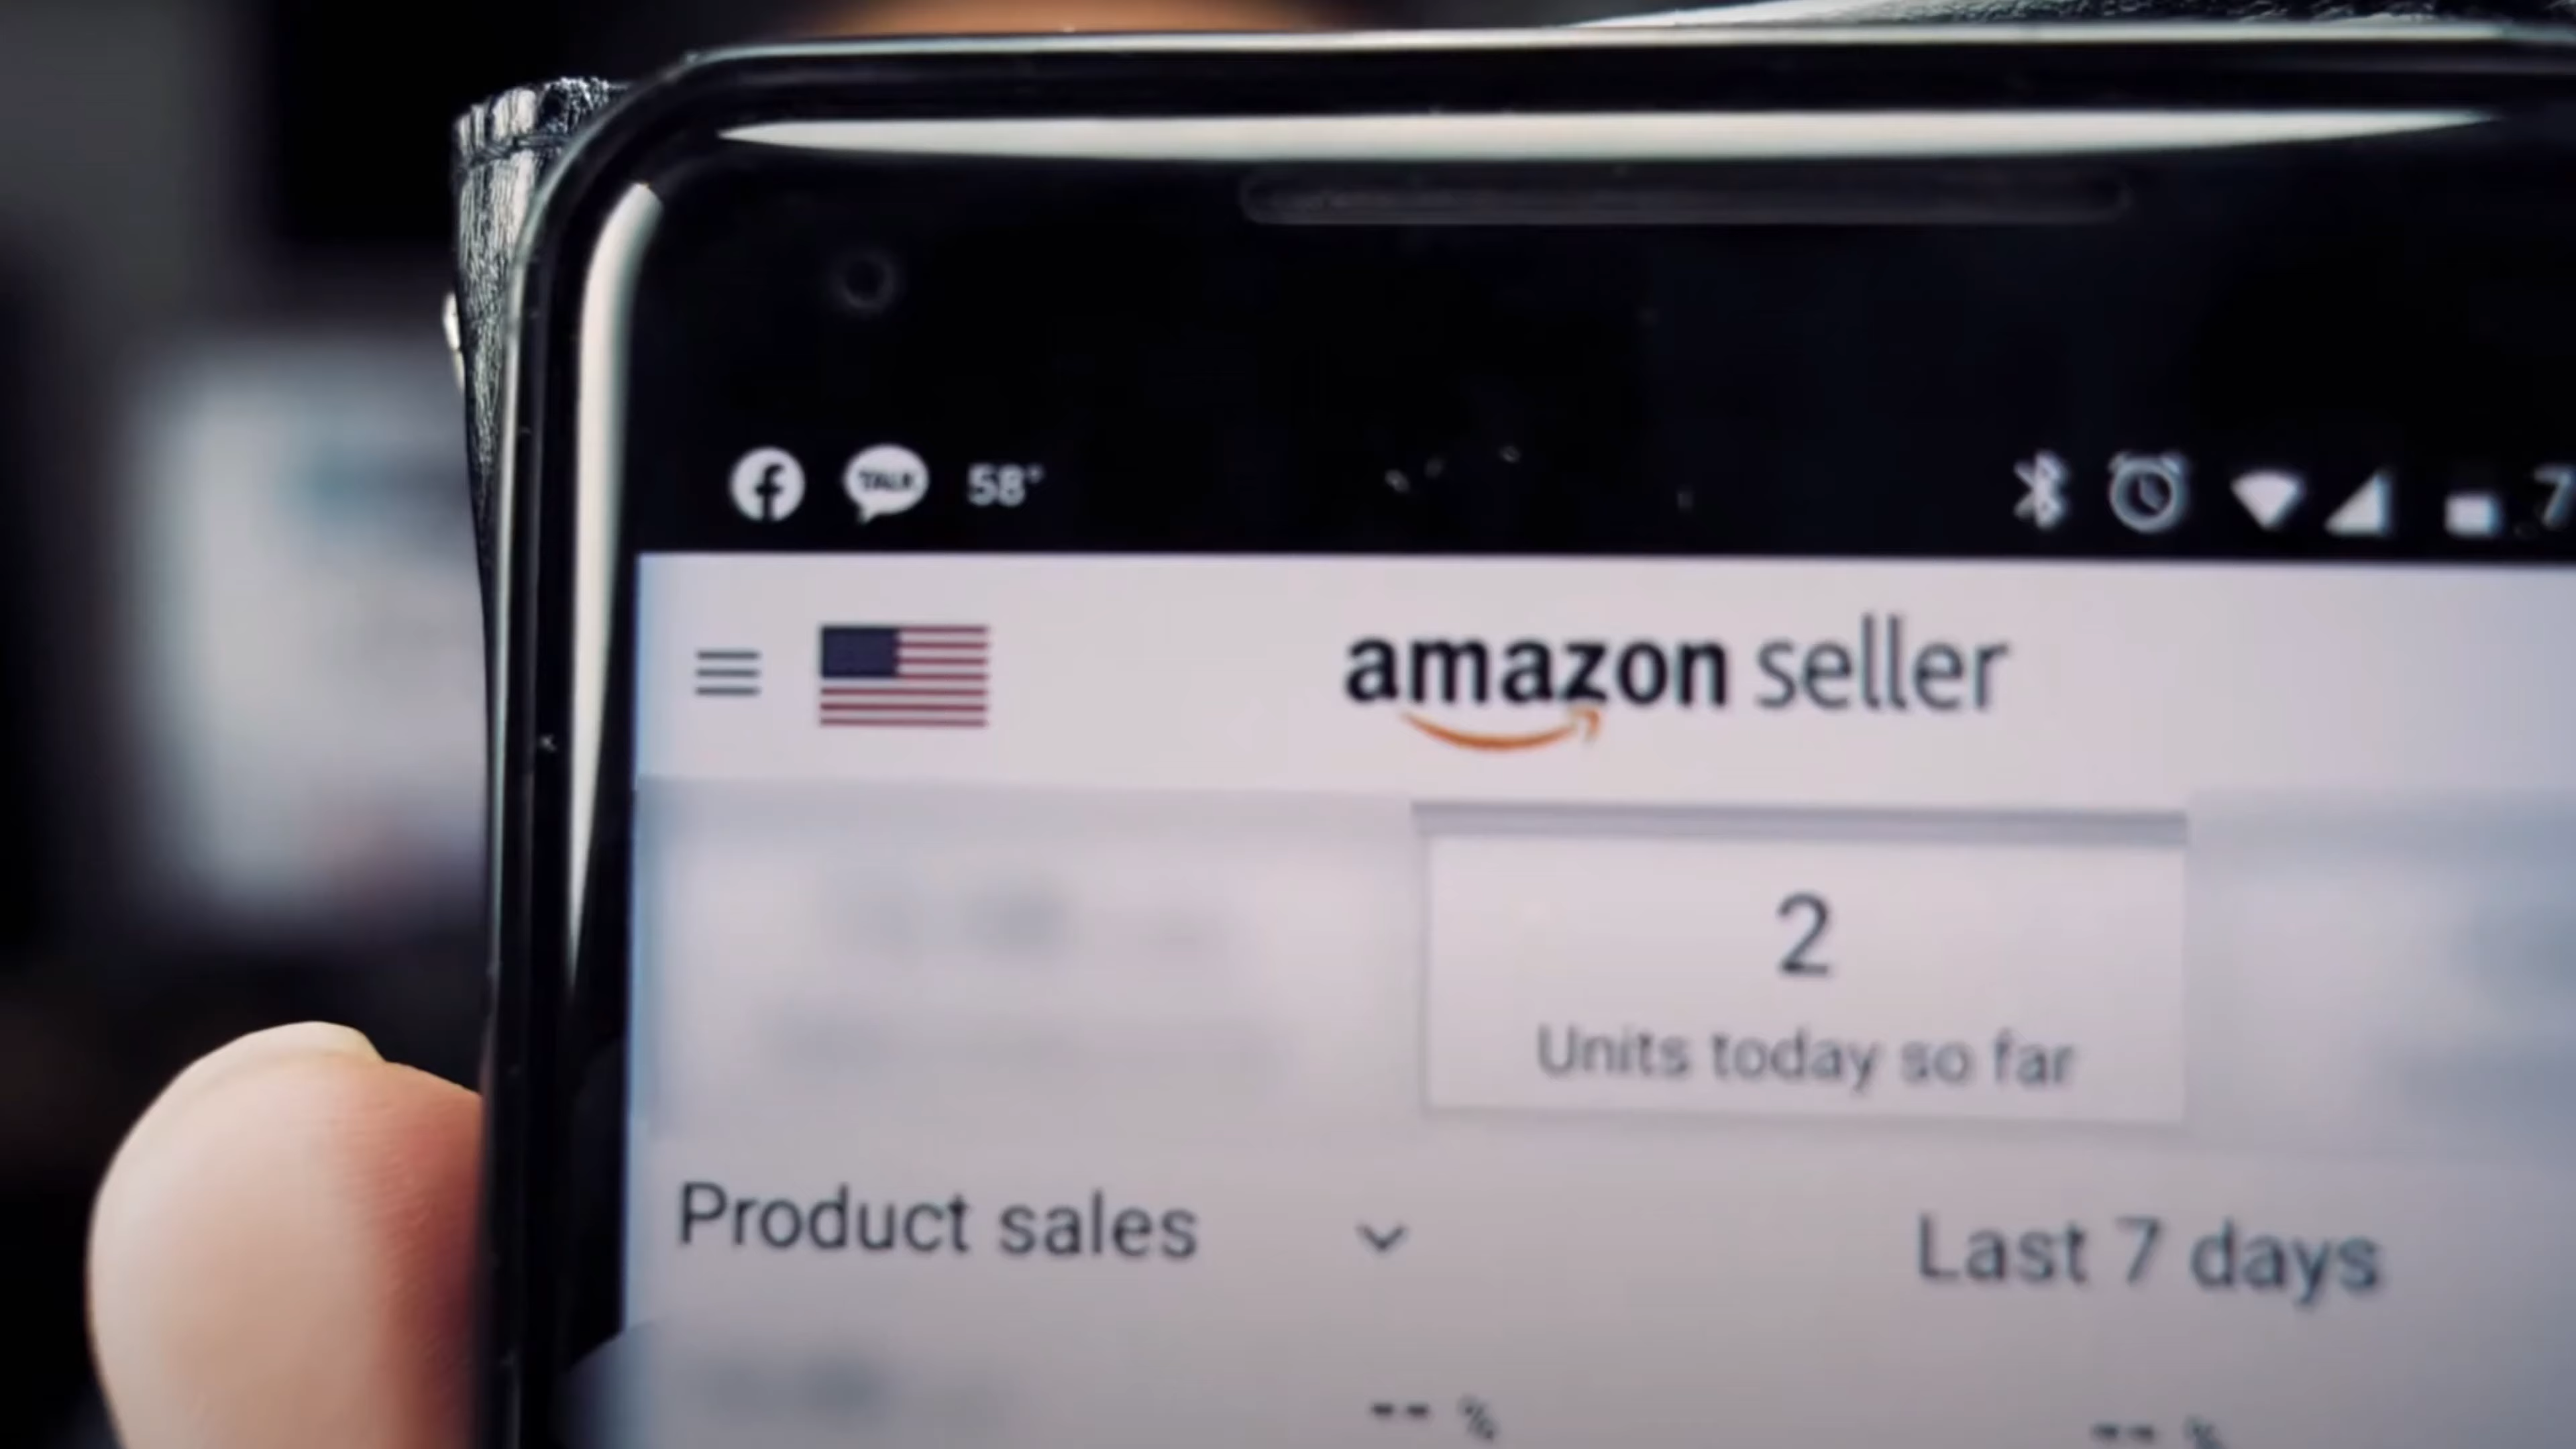 TALK 58°
amazon seller
2
Units today so far
Product sales
Last 7 days
-- %
-- %